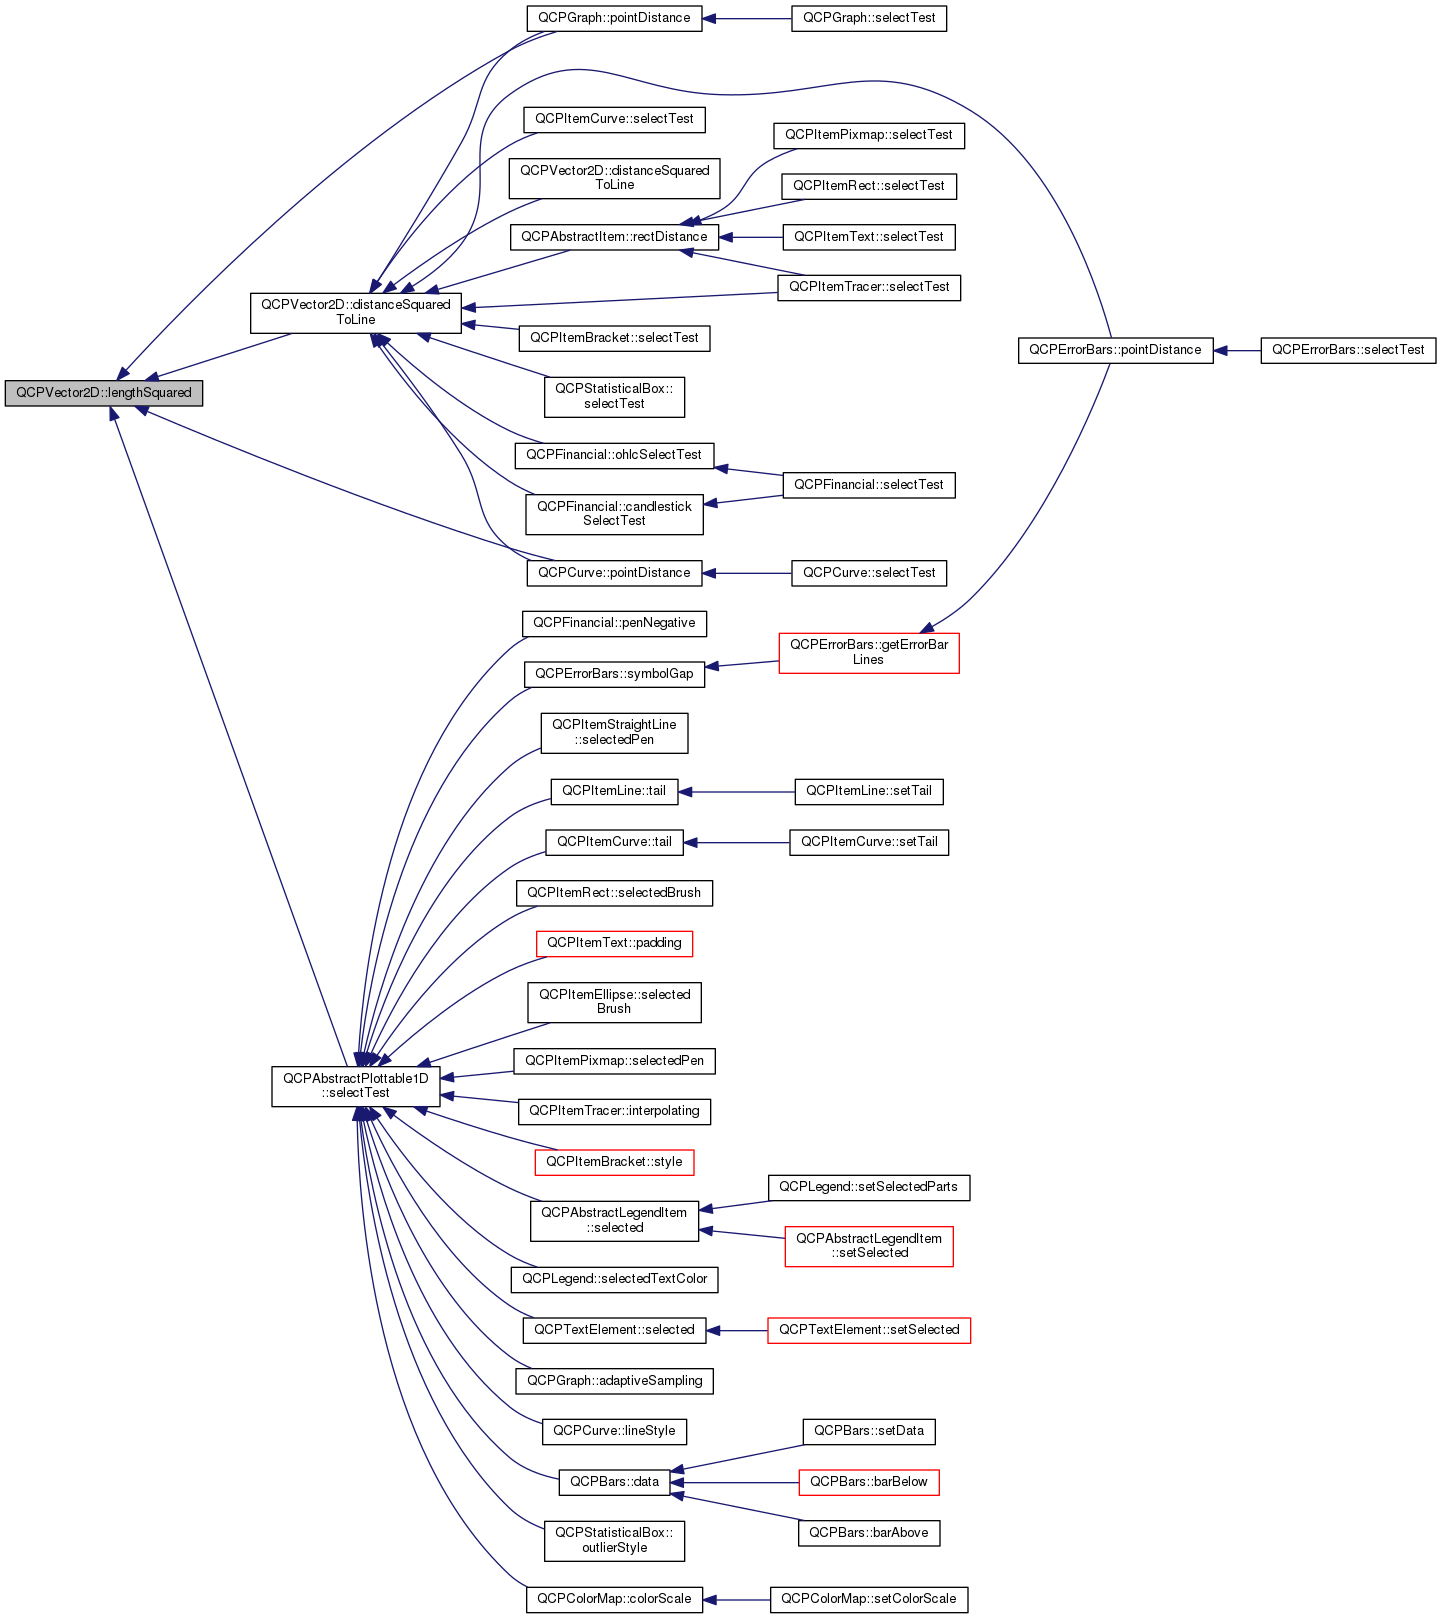 QCPGraph::pointDistance
QCPGraph::selectTest
QCPItemCurve::selectTest
QCPItemPixmap::selectTest
QCPVector2D::distanceSquared
ToLine
QCPItemRect::selectTest
QCPAbstractItem::rectDistance
QCPItemText::selectTest
QCPItemTracer::selectTest
QCPVector2D::distanceSquared
ToLine
QCPItemBracket::selectTest
QCPErrorBars::pointDistance
QCPErrorBars::selectTest
QCPVector2D::lengthSquared
QCPStatisticalBox::
selectTest
QCPFinancial::ohlcSelectTest
QCPFinancial::selectTest
QCPFinancial::candlestick
SelectTest
QCPCurve::pointDistance
QCPCurve::selectTest
QCPFinancial::penNegative
QCPErrorBars::getErrorBar
Lines
QCPErrorBars::symbolGap
QCPItemStraightLine
::selectedPen
QCPItemLine::tail
QCPItemLine::setTail
QCPItemCurve::tail
QCPItemCurve::setTail
QCPItemRect::selectedBrush
QCPItemText::padding
QCPItemEllipse::selected
Brush
QCPItemPixmap::selectedPen
QCPAbstractPlottable1D
::selectTest
QCPItemTracer::interpolating
QCPItemBracket::style
QCPLegend::setSelectedParts
QCPAbstractLegendItem
::selected
QCPAbstractLegendItem
::setSelected
QCPLegend::selectedTextColor
QCPTextElement::selected
QCPTextElement::setSelected
QCPGraph::adaptiveSampling
QCPCurve::lineStyle
QCPBars::setData
QCPBars::data
QCPBars::barBelow
QCPBars::barAbove
QCPStatisticalBox::
outlierStyle
QCPColorMap::colorScale
QCPColorMap::setColorScale